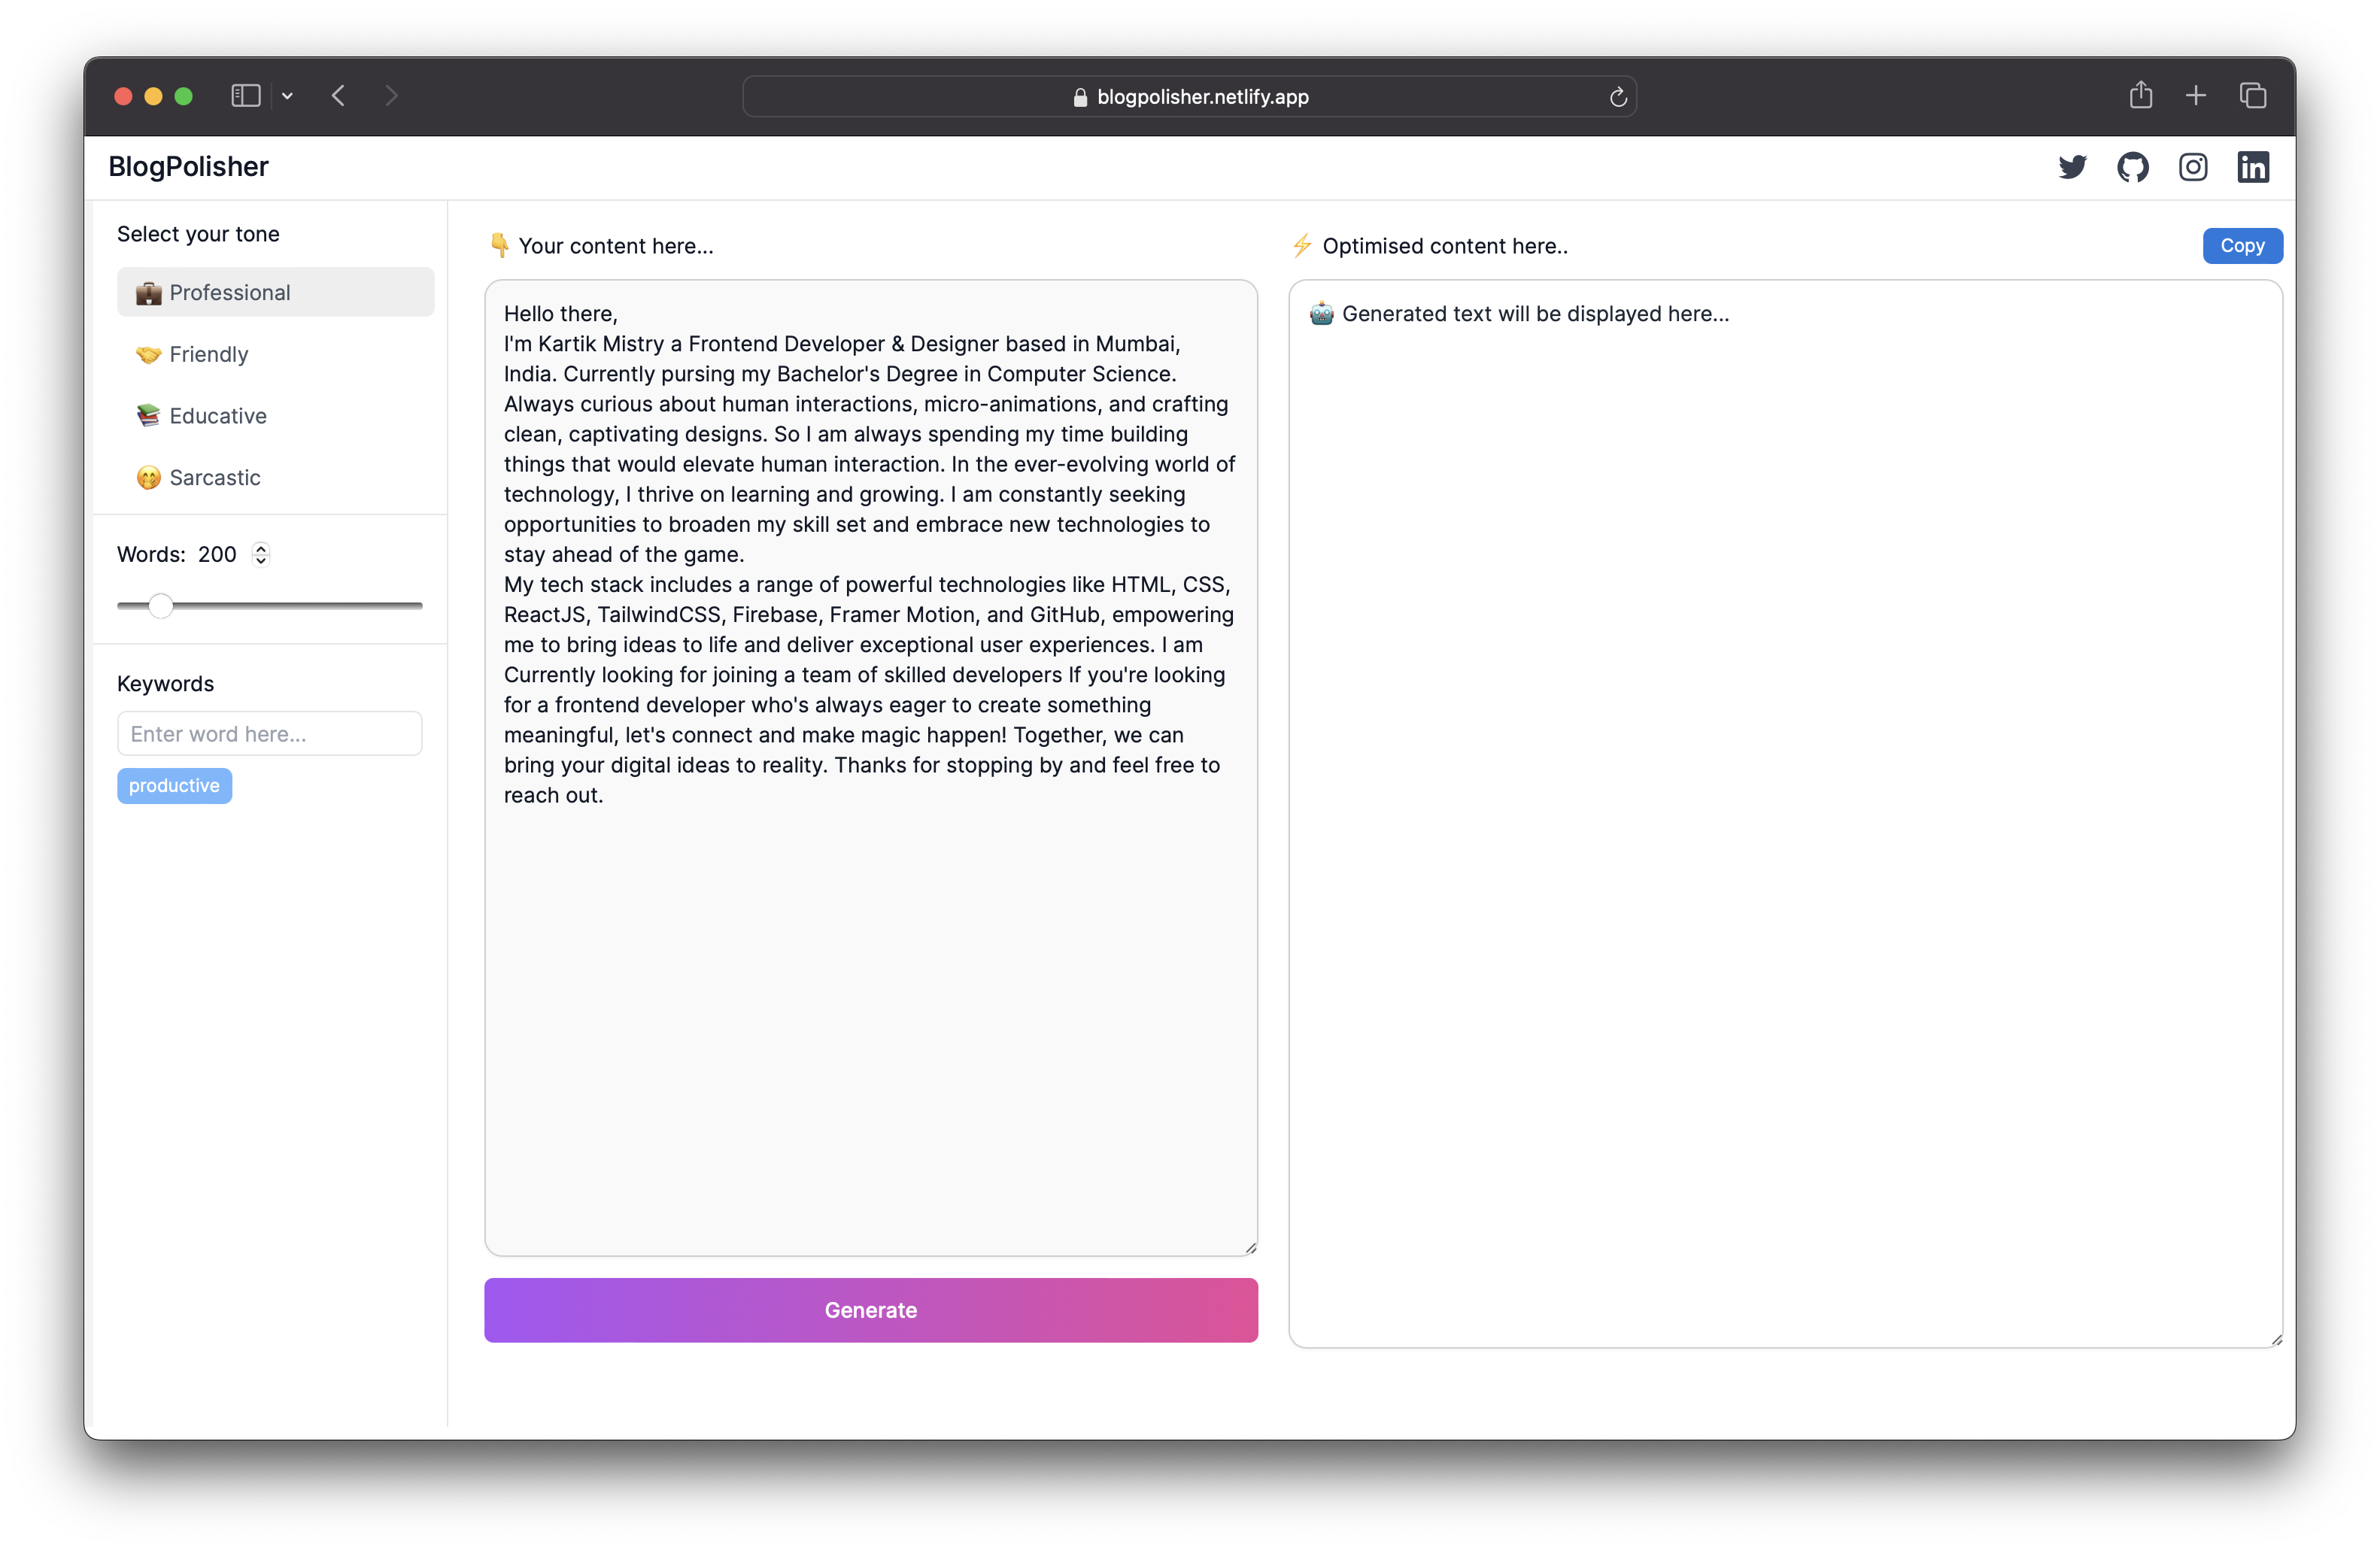 blogpolisher.netlify.app
BlogPolisher
Select your tone
💼 Professional
🤝 Friendly
📚 Educative
🤭 Sarcastic
Words: 200
Keywords
Enter word here...
productive
👇 Your content here...
Hello there,
I'm Kartik Mistry a Frontend Developer & Designer based in Mumbai,
India. Currently pursing my Bachelor's Degree in Computer Science.
Always curious about human interactions, micro-animations, and crafting
clean, captivating designs. So I am always spending my time building
things that would elevate human interaction. In the ever-evolving world of
technology, I thrive on learning and growing. I am constantly seeking
opportunities to broaden my skill set and embrace new technologies to
stay ahead of the game.
My tech stack includes a range of powerful technologies like HTML, CSS,
ReactJS, TailwindCSS, Firebase, Framer Motion, and GitHub, empowering
me to bring ideas to life and deliver exceptional user experiences. I am
Currently looking for joining a team of skilled developers If you're looking
for a frontend developer who's always eager to create something
meaningful, let's connect and make magic happen! Together, we can
bring your digital ideas to reality. Thanks for stopping by and feel free to
reach out.
Generate
⚡ Optimised content here..
Copy
🤖 Generated text will be displayed here...